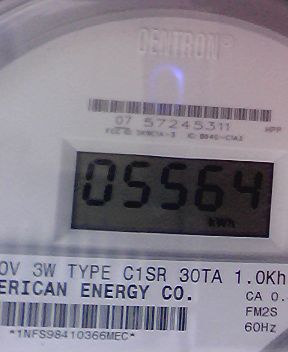 CENTRON®
07 57245311
HPP
05564
kWh
0V 3W TYPE C1SR 30TA 1.0Kh
ERICAN ENERGY CO.
CA 0.
FM2S
60Hz
*1NFS98410366MEC*